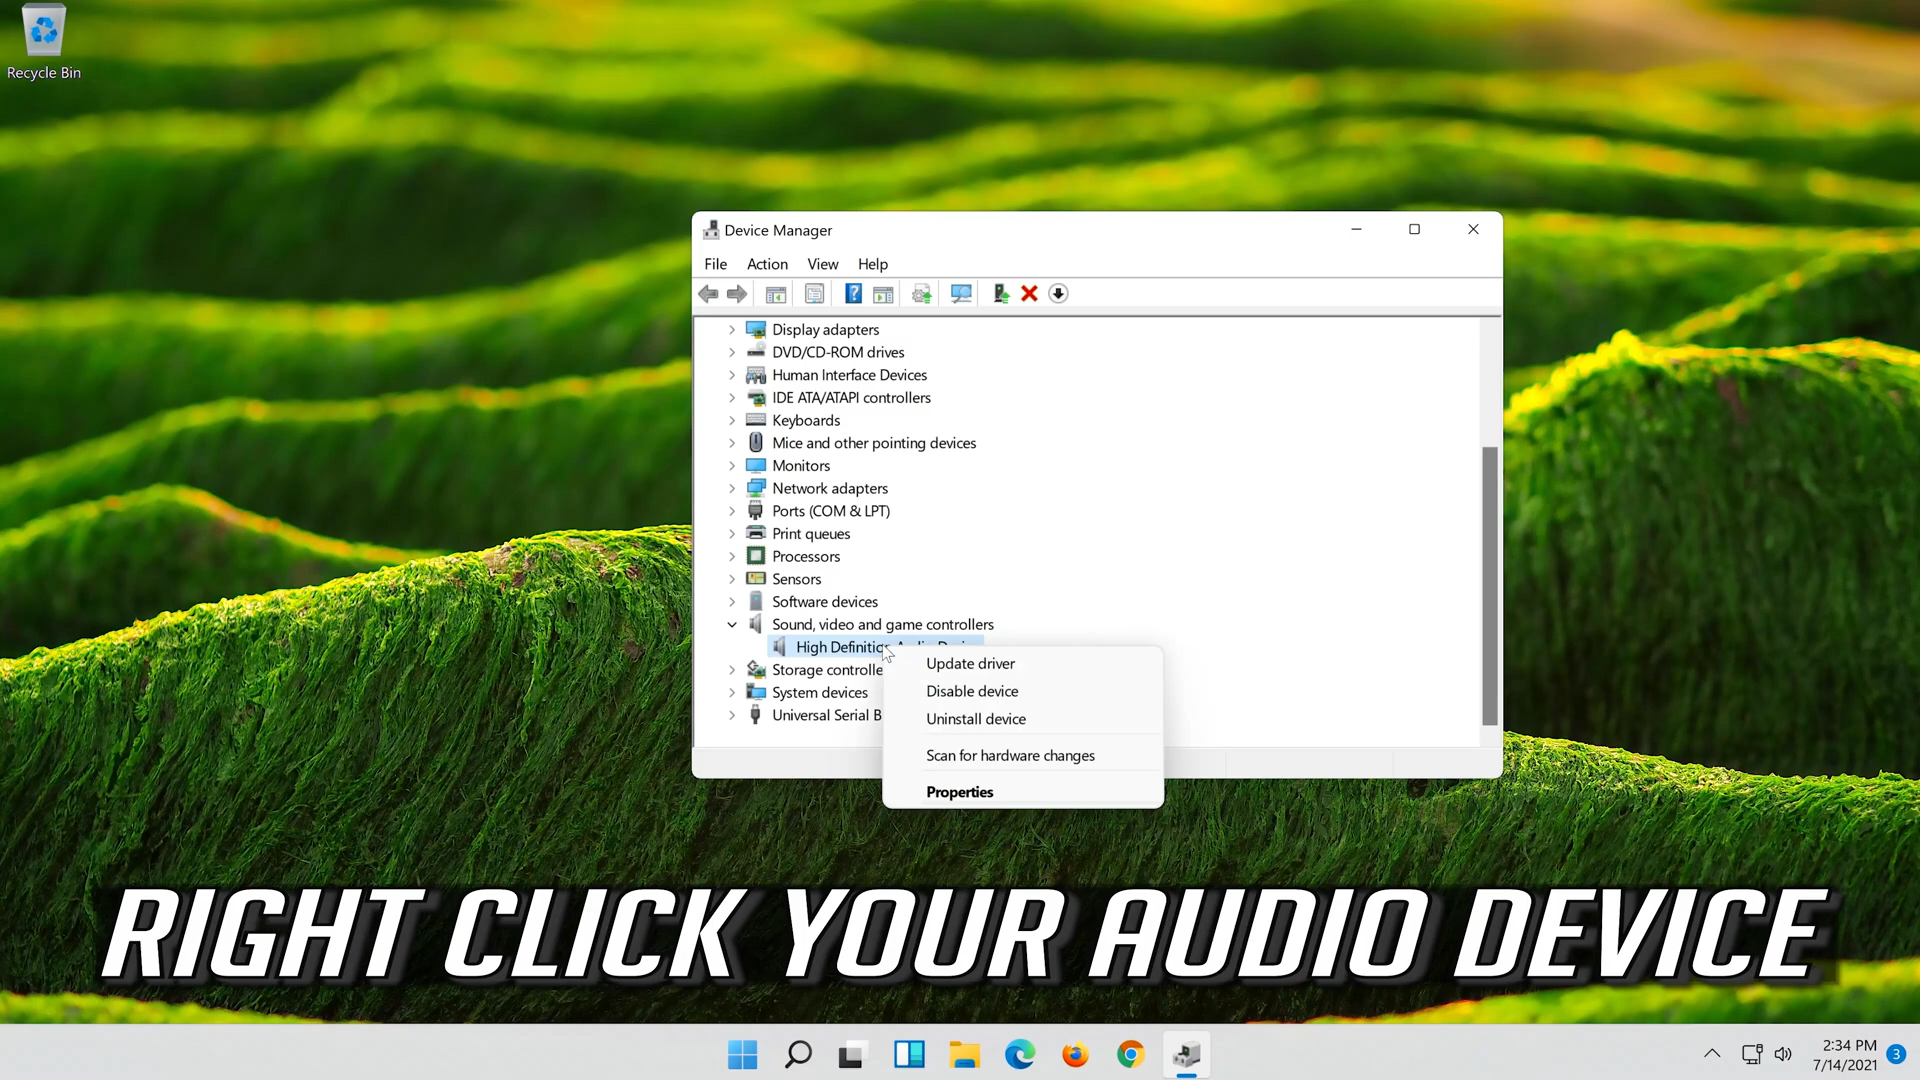 Recycle Bin
Device Manager
File Action View Help
Display adapters
DVD/CD-ROM drives
Human Interface Devices
IDE ATA/ATAPI controllers
Keyboards
Mice and other pointing devices
Monitors
Network adapters
Ports (COM & LPT)
Print queues
Processors
Sensors
Software devices
Sound, video and game controllers
High Definition Audio
Storage controlle
System devices
Universal Serial B
Update driver
Disable device
Uninstall device
Scan for hardware changes
Properties
RIGHT CLICK YOUR AUDIO DEVICE
2:34 PM
7/14/2021
3